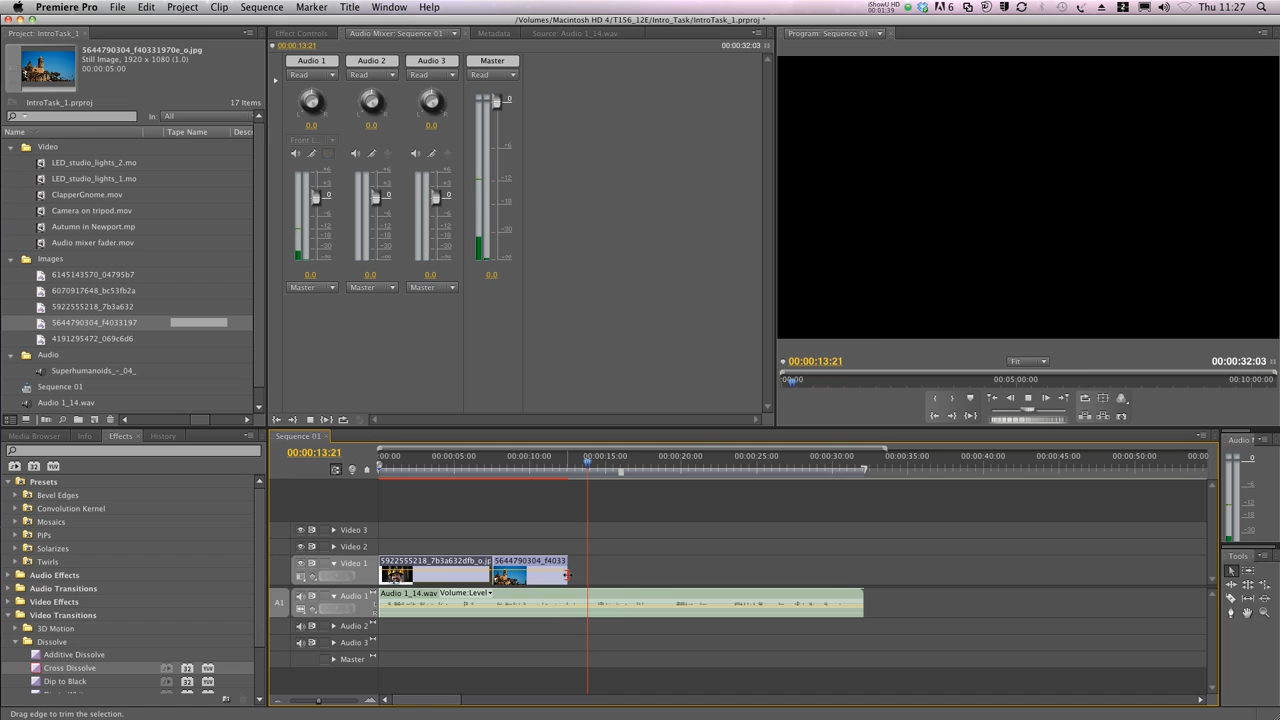 Premiere Pro File Edit Project Clip Sequence Marker Title Window Help
iShowU HD 00:01:39
6
Thu 11:27
/Volumes/Macintosh HD 4/T156_12E/Intro_Task/IntroTask_1.prproj *
Project: IntroTask_1
5644790304_f40331970e_o.jpg
Still Image, 1920 x 1080 (1.0)
00:00:05:00
IntroTask_1.prproj
17 Items
In: All
Name Tape Name Descr
Video
LED_studio_lights_2.mo
LED_studio_lights_1.mo
ClapperGnome.mov
Camera on tripod.mov
Autumn in Newport.mp
Audio mixer fader.mov
Images
6145143570_04795b7
6070917648_bc53fb2a
5922555218_7b3a632
5644790304_f4033197
4191295472_069c6d6
Audio
Superhumanoids_-_04_
Sequence 01
Audio 1_14.wav
Effect Controls Audio Mixer: Sequence 01 Metadata Source: Audio 1_14.wav
00:00:13:21 00:00:32:03
Audio 1 Audio 2 Audio 3 Master
Read Read Read Read
0.0 0.0 0.0
Front L...
0.0 0.0 0.0 0.0
Master Master Master
Program: Sequence 01
00:00:13:21 Fit 00:00:32:03
00:00 00:05:00:00 00:10:00:00
Media Browser Info Effects History
Presets
Bevel Edges
Convolution Kernel
Mosaics
PiPs
Solarizes
Twirls
Audio Effects
Audio Transitions
Video Effects
Video Transitions
3D Motion
Dissolve
Additive Dissolve
Cross Dissolve
Dip to Black
Sequence 01
00:00:13:21
00:00 00:00:05:00 00:00:10:00 00:00:15:00 00:00:20:00 00:00:25:00 00:00:30:00 00:00:35:00 00:00:40:00 00:00:45:00 00:00:50:00 00:00
Video 3
Video 2
Video 1
5922555218_7b3a632dfb_o.jp 5644790304_f4033
A1 Audio 1
Audio 1_14.wav Volume:Level
Audio 2
Audio 3
Master
Audio M
Tools
Drag edge to trim the selection.